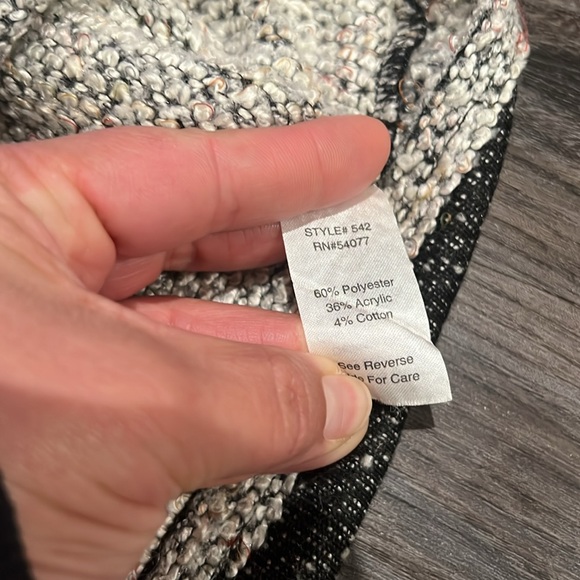 STYLE# 542
RN#54077
60% Polyester
36% Acrylic
4% Cotton
See Reverse
For Care